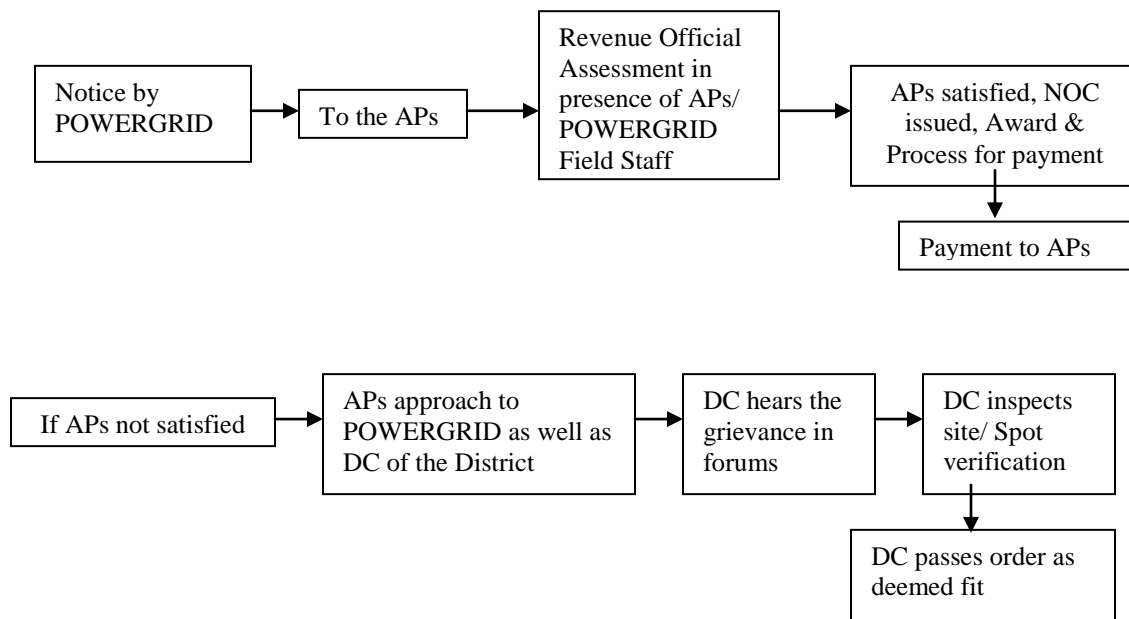 Notice by
POWERGRID
To the APs
Revenue Official
Assessment in
presence of APs/
POWERGRID
Field Staff
APs satisfied, NOC
issued, Award &
Process for payment
Payment to APs
If APs not satisfied
APs approach to
POWERGRID as well as
DC of the District
DC hears the
grievance in
forums
DC inspects
site/ Spot
verification
DC passes order as
deemed fit